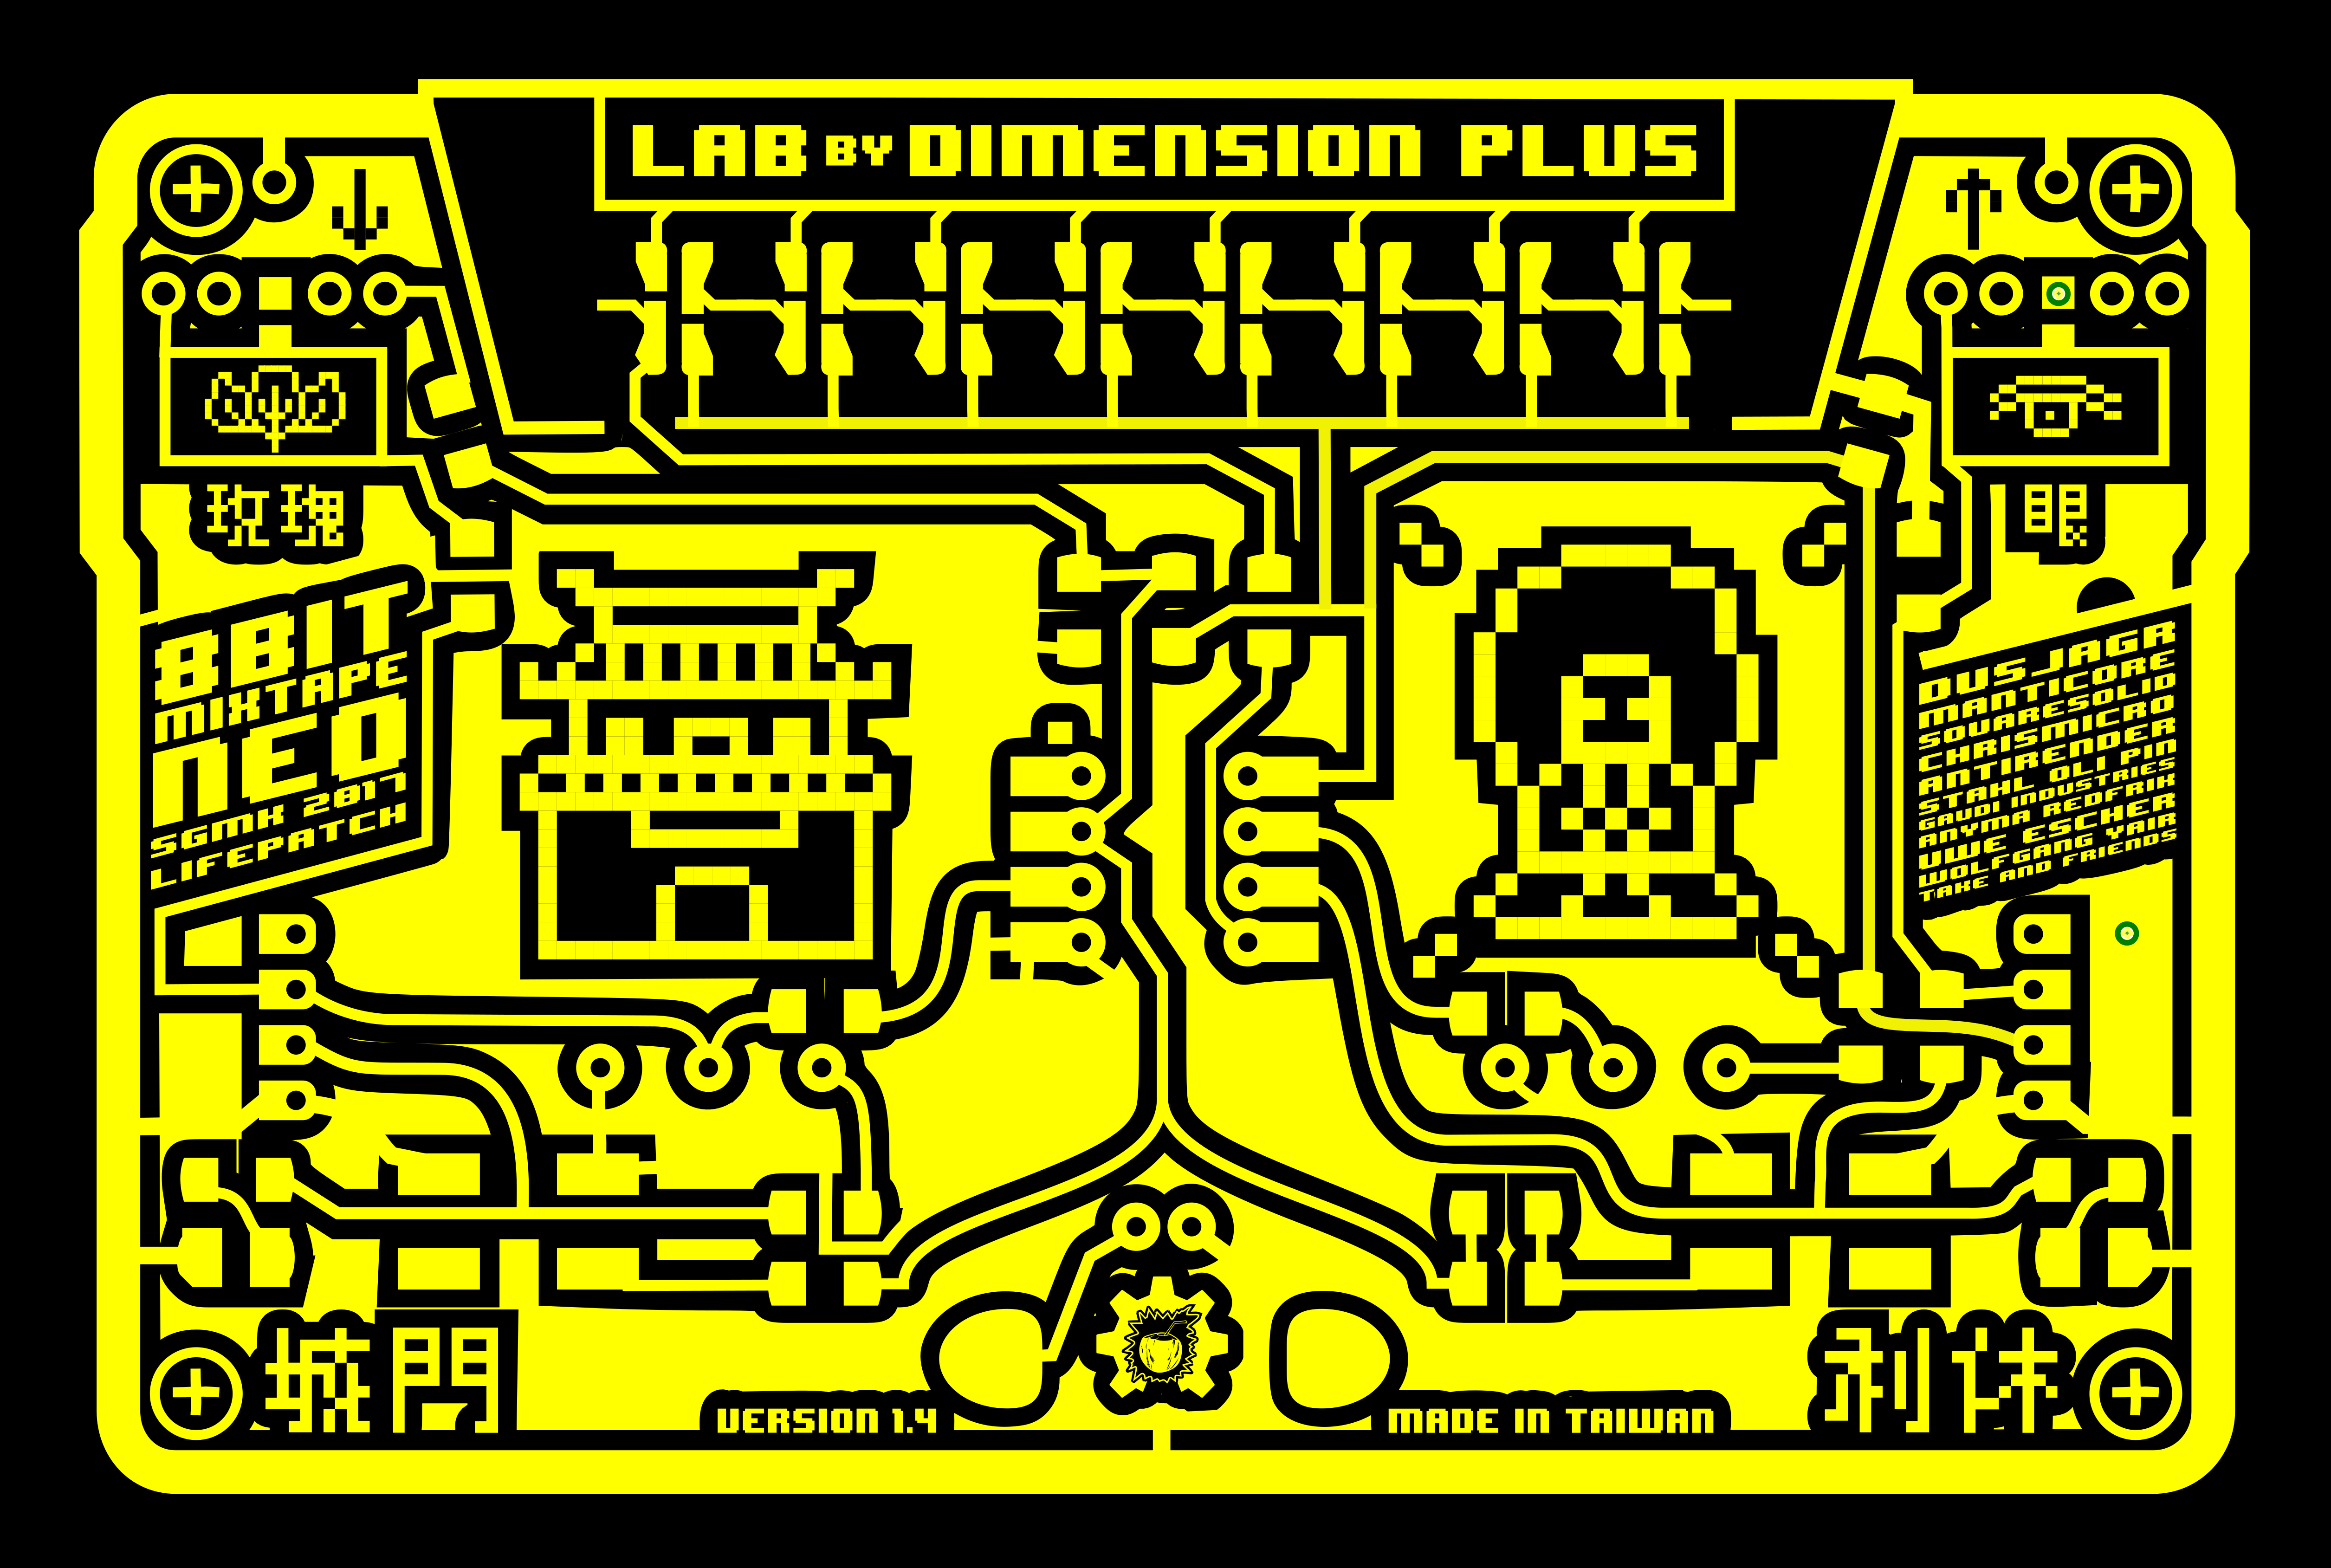 LAB BY DIMENSION PLUS
玫瑰
眼
8BIT
MIXTAPE
NEO
SGMK 2017
LIFEPATCH
DUSJAGR
MANTICORE
SQUARESOLID
CHRISMICRO
ANTIRENDER
STAHL OLI PIN
GAUDI INDUSTRIES
ANYMA REDFRIK
UWE ESCHER
WOLFGANG YAIR
TAKE AND FRIENDS
城門
VERSION 1.4
MADE IN TAIWAN
利休